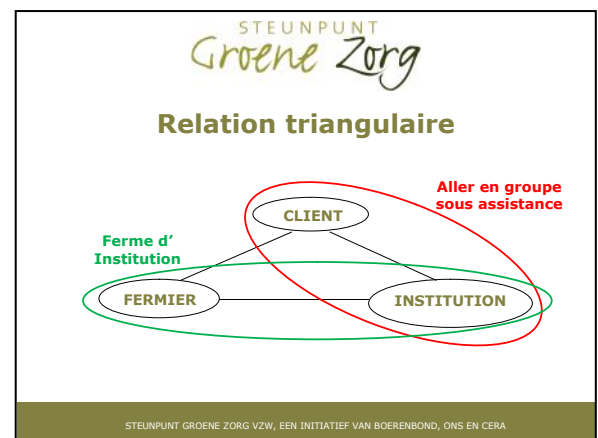 STEUNPUNT
Groene Zorg
Relation triangulaire
Aller en groupe
sous assistance
CLIENT
Ferme d’
Institution
FERMIER
INSTITUTION
STEUNPUNT GROENE ZORG VZW, EEN INITIATIEF VAN BOERENBOND, ONS EN CERA